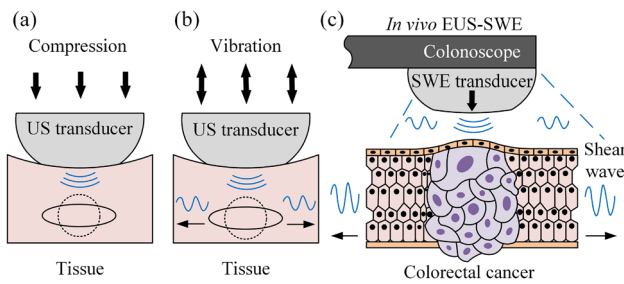 (a)
Compression
US transducer
Tissue
(b)
Vibration
US transducer
Tissue
(c)
In vivo EUS-SWE
Colonoscope
SWE transducer
Shear
wave
Colorectal cancer